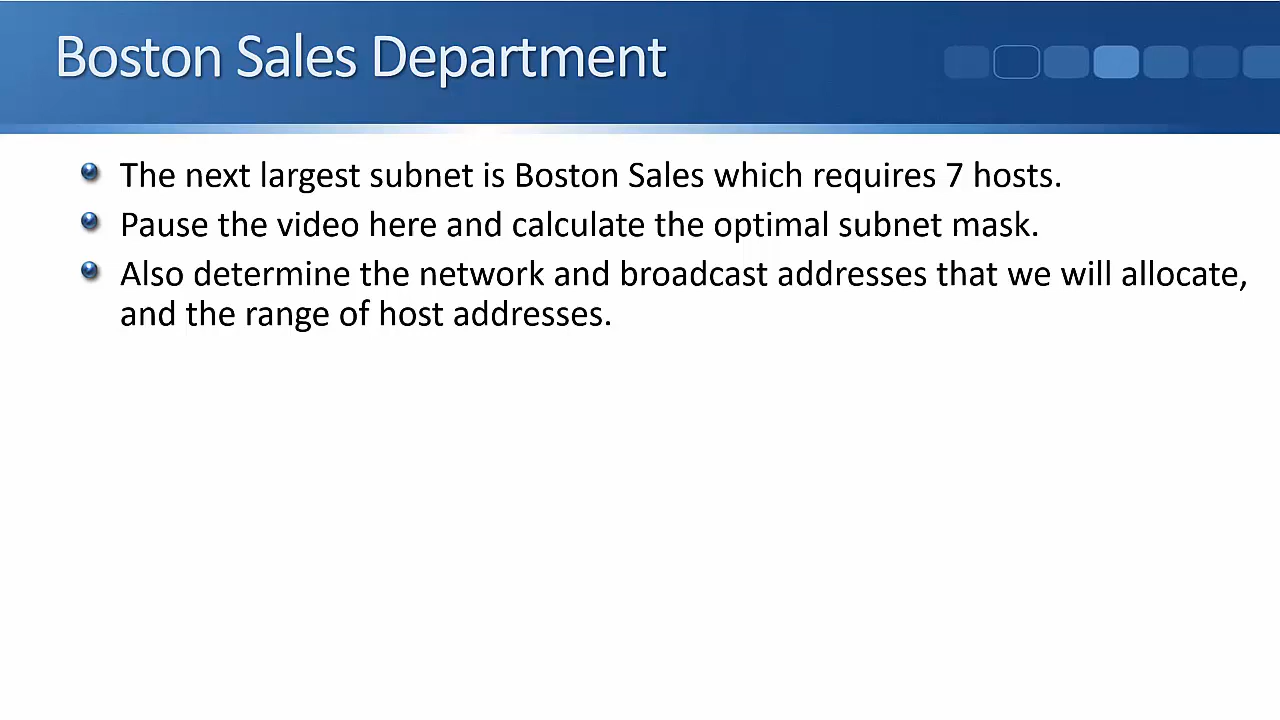 Boston Sales Department
The next largest subnet is Boston Sales which requires 7 hosts.
Pause the video here and calculate the optimal subnet mask.
Also determine the network and broadcast addresses that we will allocate,
and the range of host addresses.